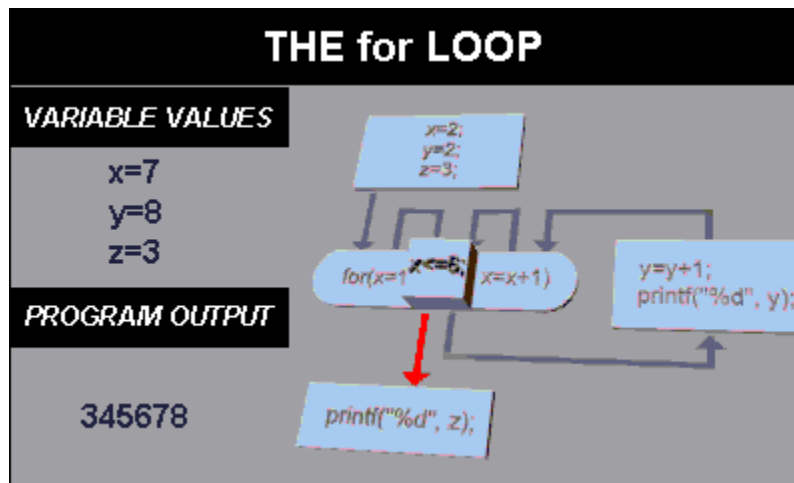 THE for LOOP
VARIABLE VALUES
x=7
y=8
z=3
PROGRAM OUTPUT
345678
x=2;
y=2;
z=3;
for(x=1
x<=6;
x=x+1)
y=y+1;
printf("%d", y);
printf("%d", z);